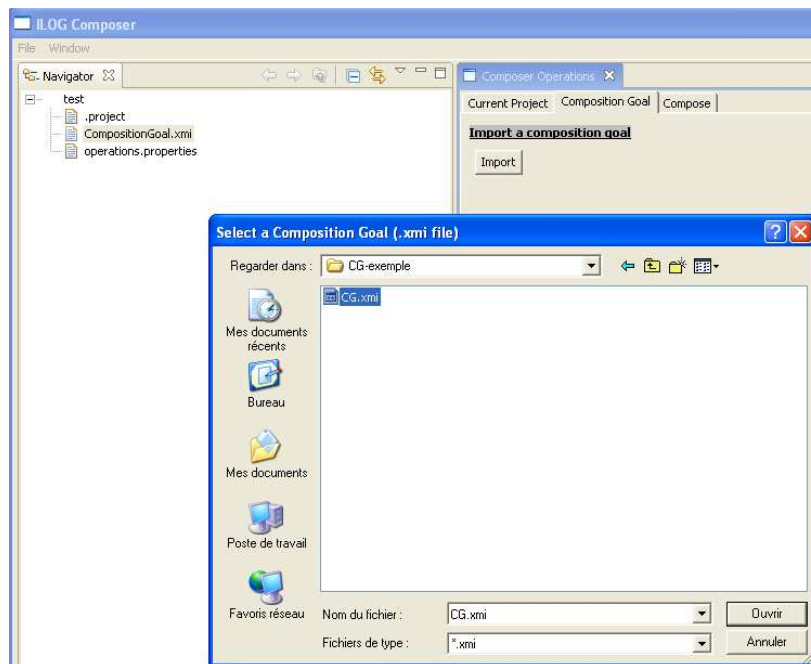 ILOG Composer
File Window
Navigator
Composer Operations
test
.project
CompositionGoal.xmi
operations.properties
Current Project Composition Goal Compose
Import a composition goal
Import
Select a Composition Goal (.xmi file)
Regarder dans : CG-exemple
CG.xmi
Mes documents
récents
Bureau
Mes documents
Poste de travail
Favoris réseau
Nom du fichier : CG.xmi Ouvrir
Fichiers de type : *.xmi Annuler